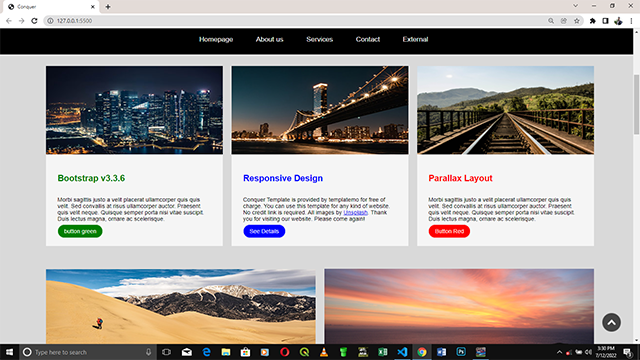 Conquer
127.0.0.1:5500
Homepage About us Services Contact External
Bootstrap v3.3.6
Morbi sagittis justo a velit placerat ullamcorper quis quis
velit. Sed convallis at risus ullamcorper auctor. Praesent
quis velit neque. Quisque semper porta nisi vitae suscipit.
Duis lectus magna, ornare ac scelerisque.
button green
Responsive Design
Conquer Template is provided by templatemo for free of
charge. You can use this template for any kind of website.
No credit link is required. All images by Unsplash. Thank
you for visiting our website. Please come again!
See Details
Parallax Layout
Morbi sagittis justo a velit placerat ullamcorper quis quis
velit. Sed convallis at risus ullamcorper auctor. Praesent
quis velit neque. Quisque semper porta nisi vitae suscipit.
Duis lectus magna, ornare ac scelerisque.
Button Red
Type here to search
3:30 PM
7/12/2022